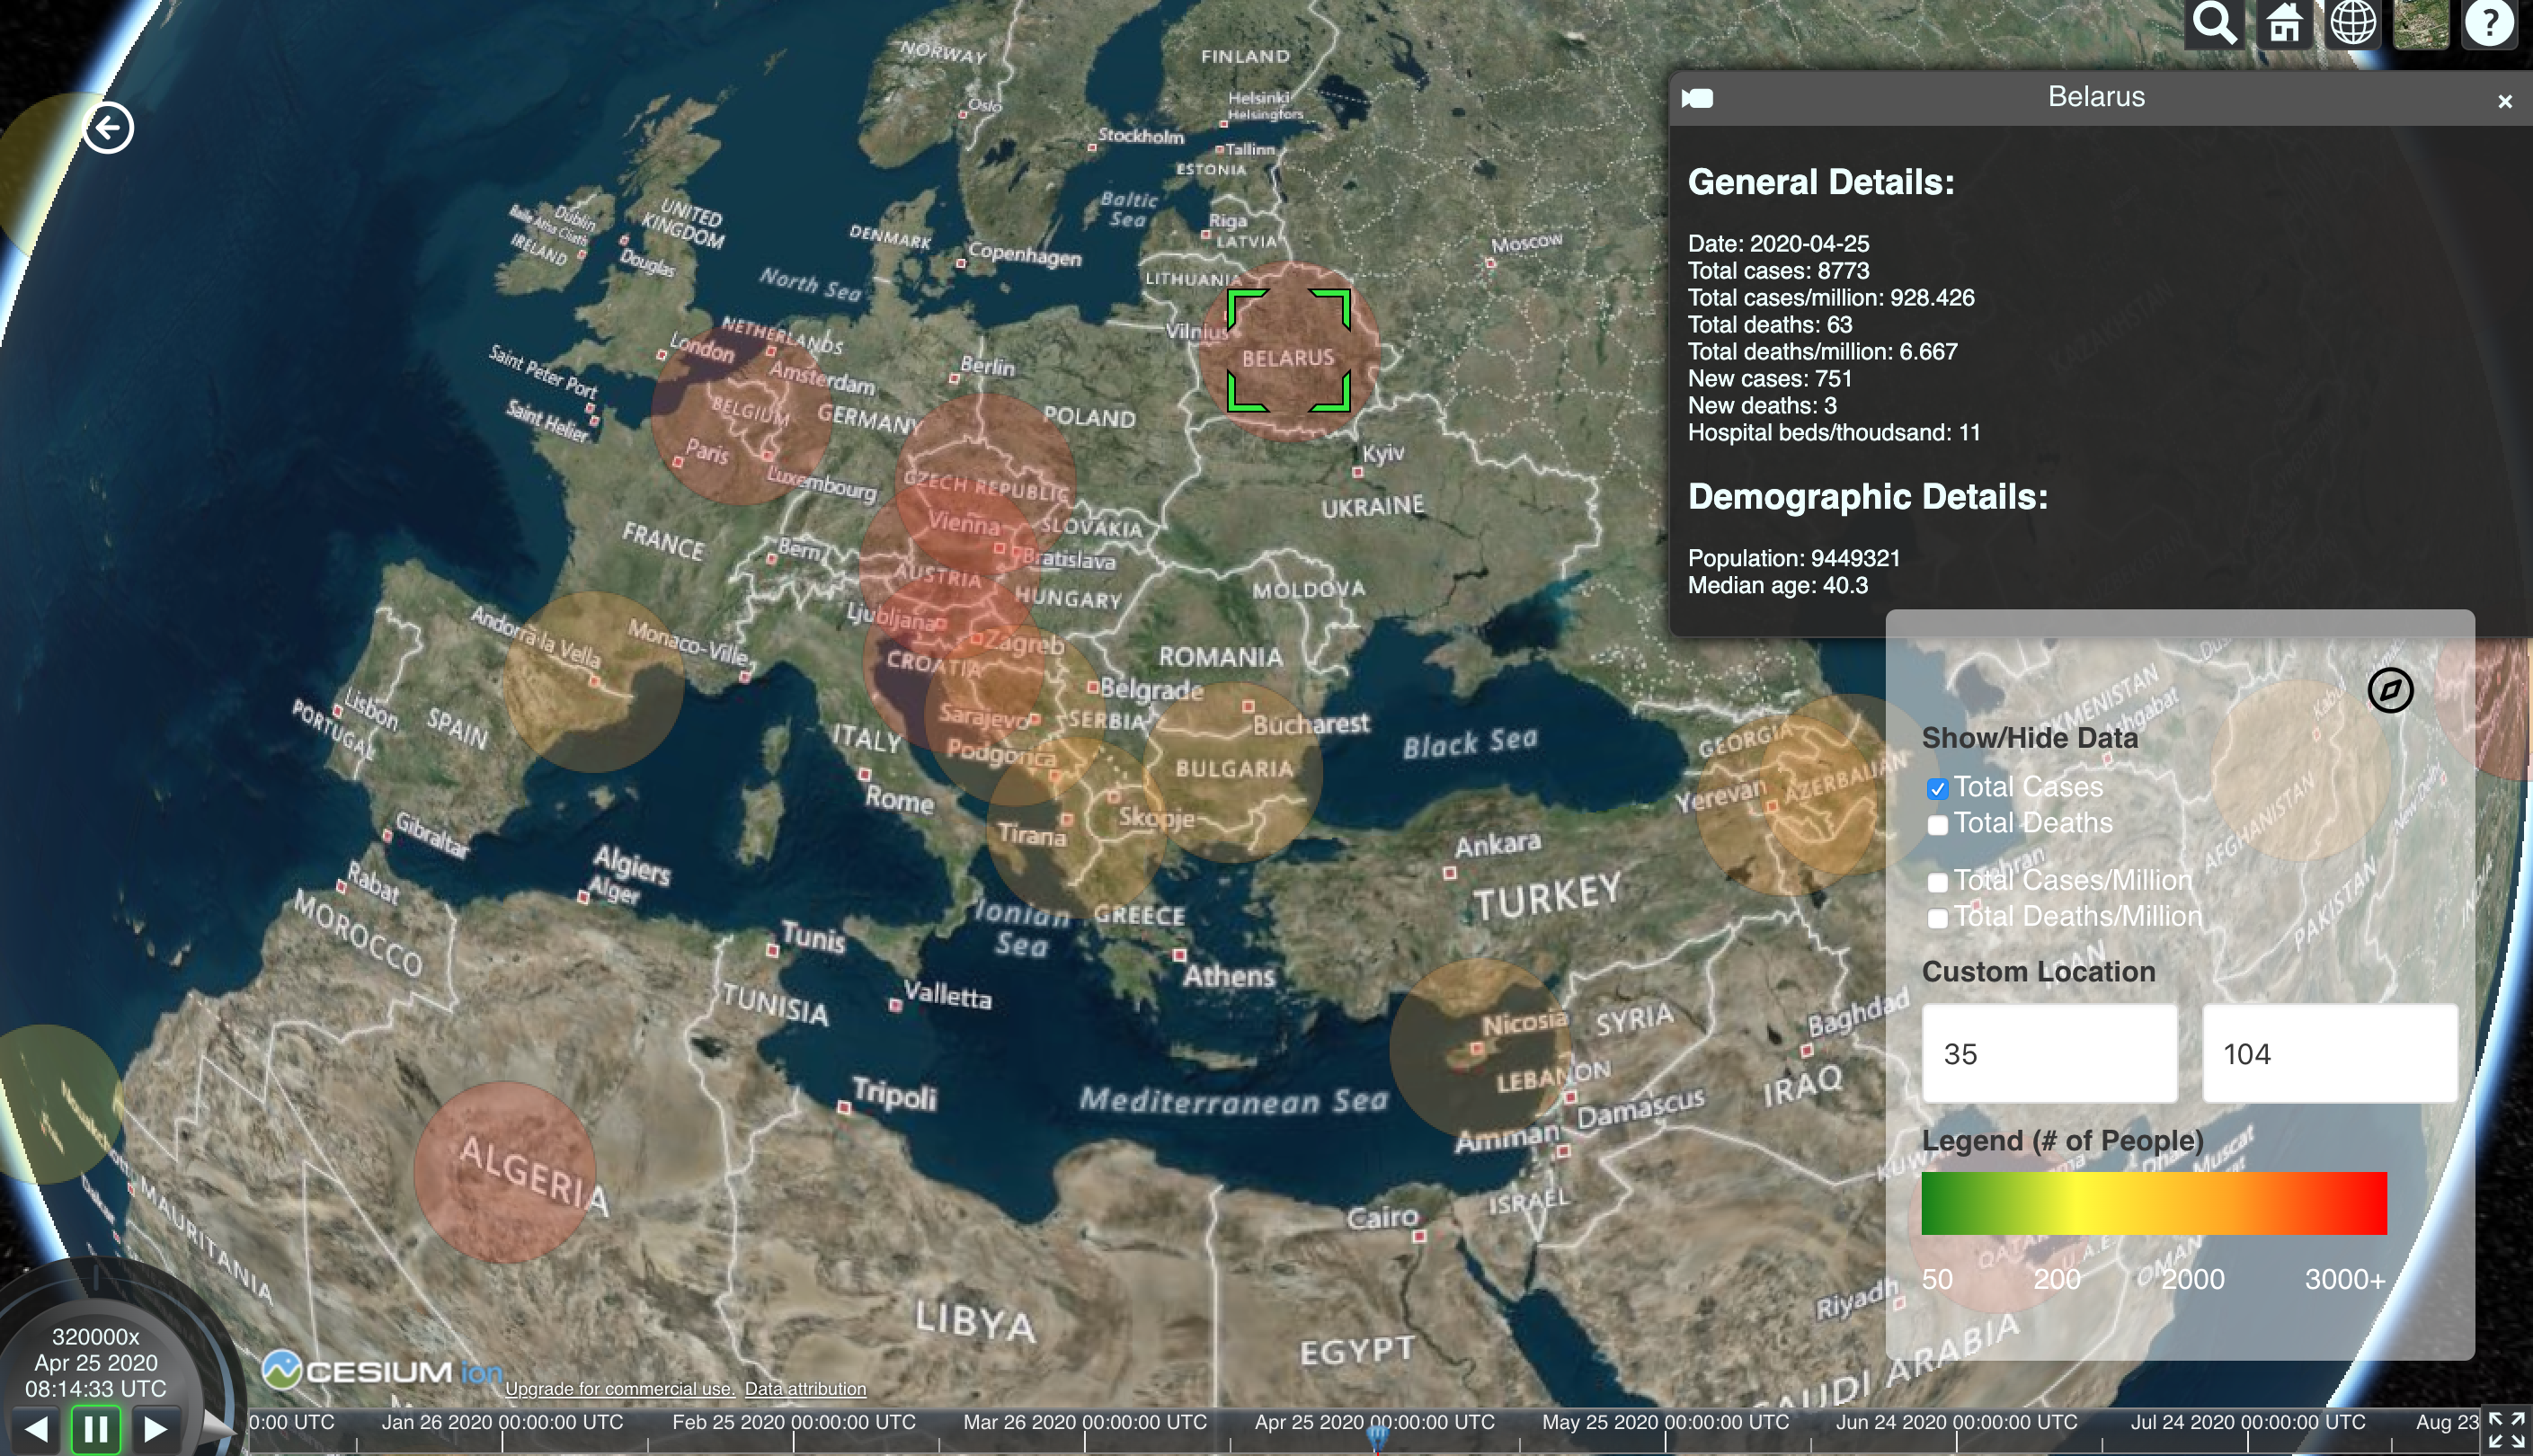 NORWAY
Oslo
FINLAND
Helsinki
Helsingfors
Stockholm
Tallinn
ESTONIA
Baltic
Sea
Riga
LATVIA
Moscow
UNITED
KINGDOM
Dublin
Baile Átha Cliath
IRELAND
Douglas
DENMARK
Copenhagen
North Sea
LITHUANIA
Vilnius
BELARUS
NETHERLANDS
London
Amsterdam
Berlin
Saint Peter Port
Saint Helier
BELGIUM
GERMANY
POLAND
Paris
Luxembourg
CZECH REPUBLIC
Kyiv
UKRAINE
Vienna
SLOVAKIA
Bratislava
FRANCE
Bern
AUSTRIA
HUNGARY
MOLDOVA
Ljubljana
Zagreb
Andorra la Vella
Monaco-Ville
CROATIA
ROMANIA
Belgrade
Sarajevo
SERBIA
Bucharest
Lisbon
PORTUGAL
SPAIN
ITALY
Podgorica
BULGARIA
Black Sea
GEORGIA
AZERBAIJAN
Yerevan
Rome
Skopje
Tirana
Gibraltar
Ankara
TURKEY
Algiers
Alger
Rabat
MOROCCO
Ionian
Sea
GREECE
Athens
Tunis
TUNISIA
Valletta
Nicosia
SYRIA
Baghdad
LEBANON
IRAQ
Damascus
Tripoli
Mediterranean Sea
Amman
ALGERIA
ISRAEL
Cairo
MAURITANIA
Dakar
LIBYA
EGYPT
Riyadh
SAUDI ARABIA
KAZAKHSTAN
Ashgabat
Kabul
AFGHANISTAN
New Delhi
Tehran
PAKISTAN
INDIA
KUWA
Muscat
QATA
U.A.E
OMAN
?
Belarus
×
General Details:
Date: 2020-04-25
Total cases: 8773
Total cases/million: 928.426
Total deaths: 63
Total deaths/million: 6.667
New cases: 751
New deaths: 3
Hospital beds/thoudsand: 11
Demographic Details:
Population: 9449321
Median age: 40.3
Show/Hide Data
Total Cases
Total Deaths
Total Cases/Million
Total Deaths/Million
Custom Location
35 104
Legend (# of People)
50 200 2000 3000+
320000x
Apr 25 2020
08:14:33 UTC
CESIUM ion
Upgrade for commercial use. Data attribution
0:00 UTC Jan 26 2020 00:00:00 UTC Feb 25 2020 00:00:00 UTC Mar 26 2020 00:00:00 UTC Apr 25 2020 00:00:00 UTC May 25 2020 00:00:00 UTC Jun 24 2020 00:00:00 UTC Jul 24 2020 00:00:00 UTC Aug 23